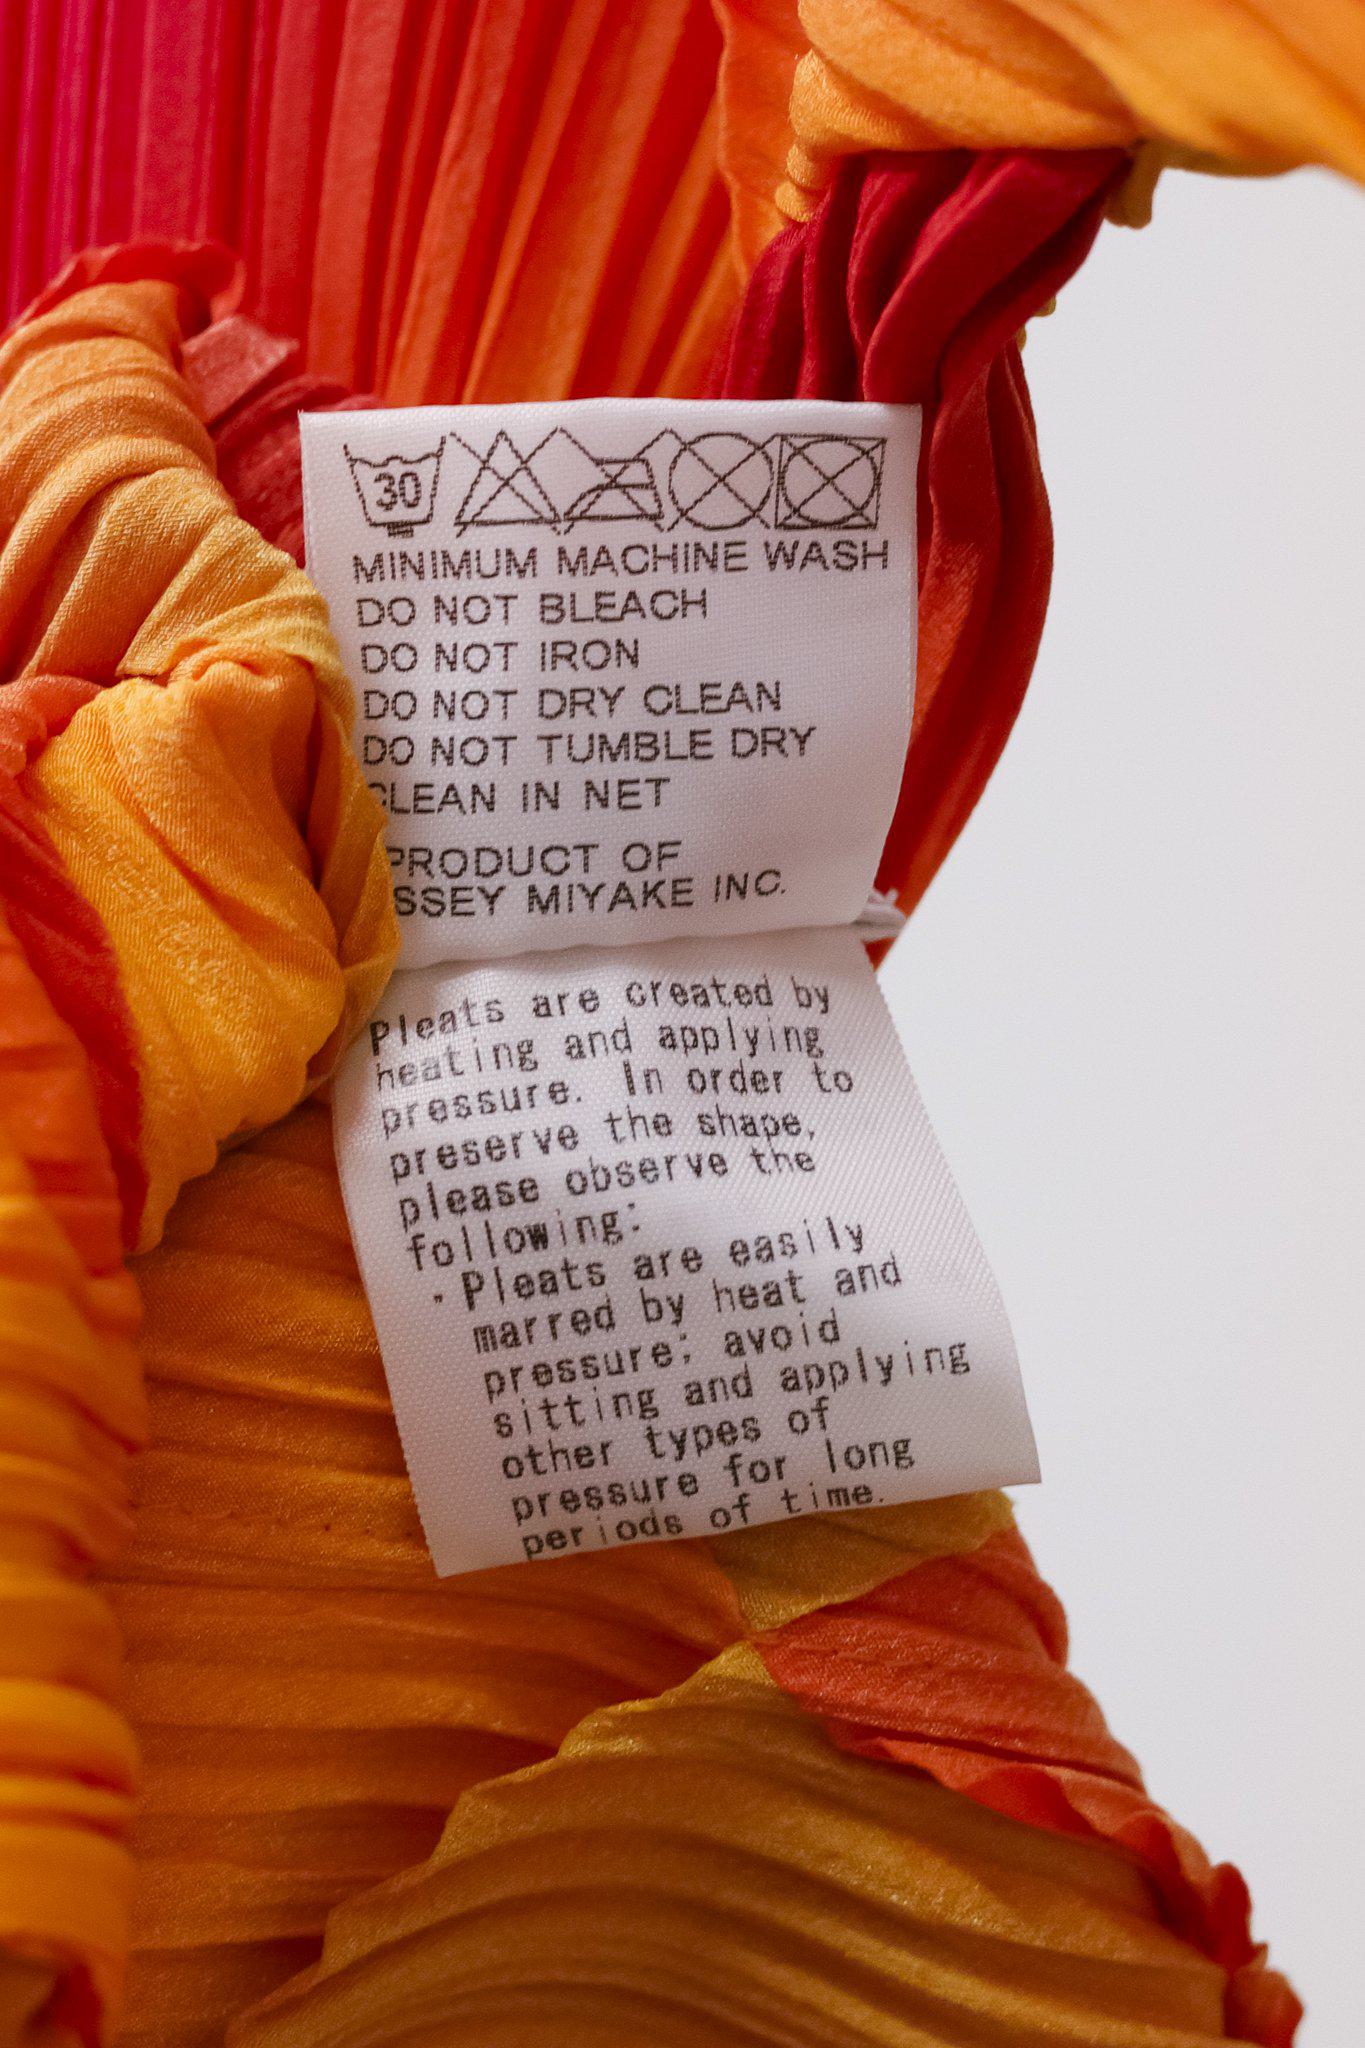 30
MINIMUM MACHINE WASH
DO NOT BLEACH
DO NOT IRON
DO NOT DRY CLEAN
DO NOT TUMBLE DRY
CLEAN IN NET
PRODUCT OF
SSEY MIYAKE INC.
Pleats are created by
heating and applying
pressure. In order to
preserve the shape,
please observe the
following:
・Pleats are easily
marred by heat and
pressure; avoid
sitting and applying
other types of
pressure for long
periods of time.